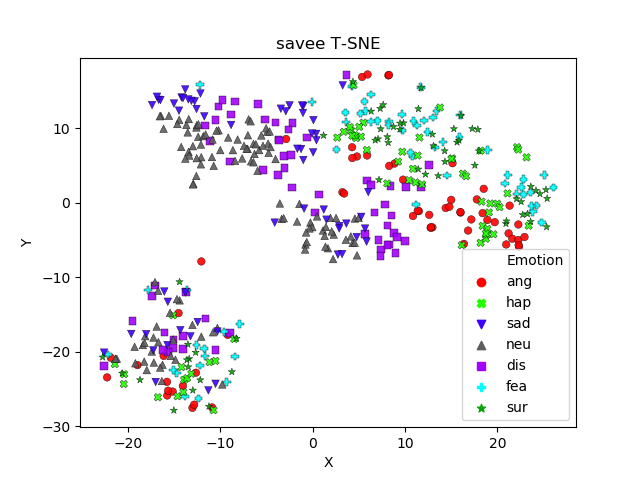 savee T-SNE
Y
10
0
−10
−20
−30
−20
−10
0
10
20
X
Emotion
ang
hap
sad
neu
dis
fea
sur